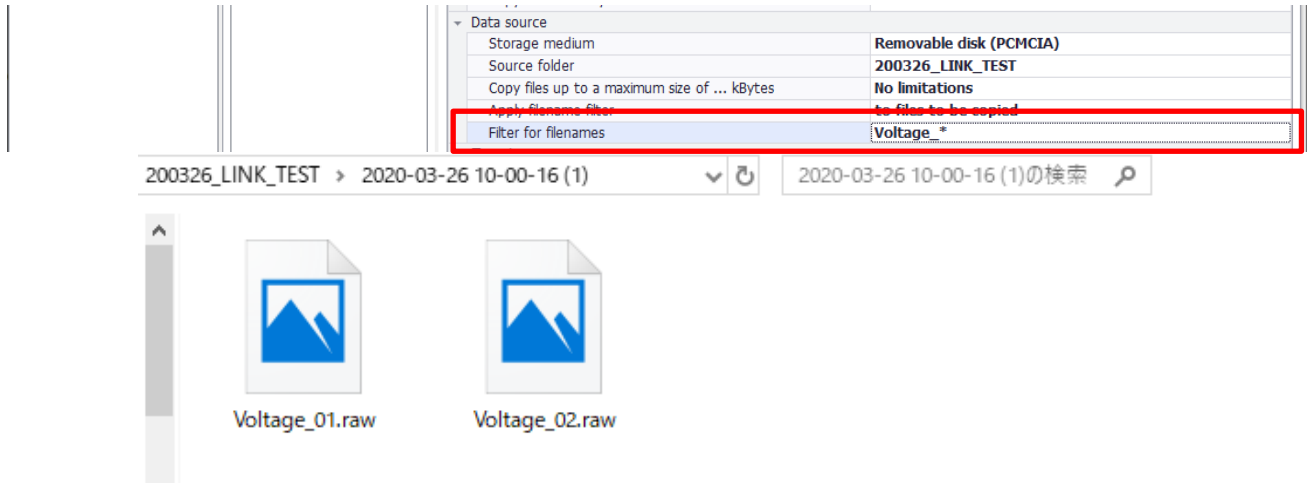 Data source
Storage medium Removable disk (PCMCIA)
Source folder 200326_LINK_TEST
Copy files up to a maximum size of ... kBytes No limitations
Apply filename filter to files to be copied
Filter for filenames Voltage_*
200326_LINK_TEST > 2020-03-26 10-00-16 (1) 2020-03-26 10-00-16 (1)の検索
Voltage_01.raw Voltage_02.raw